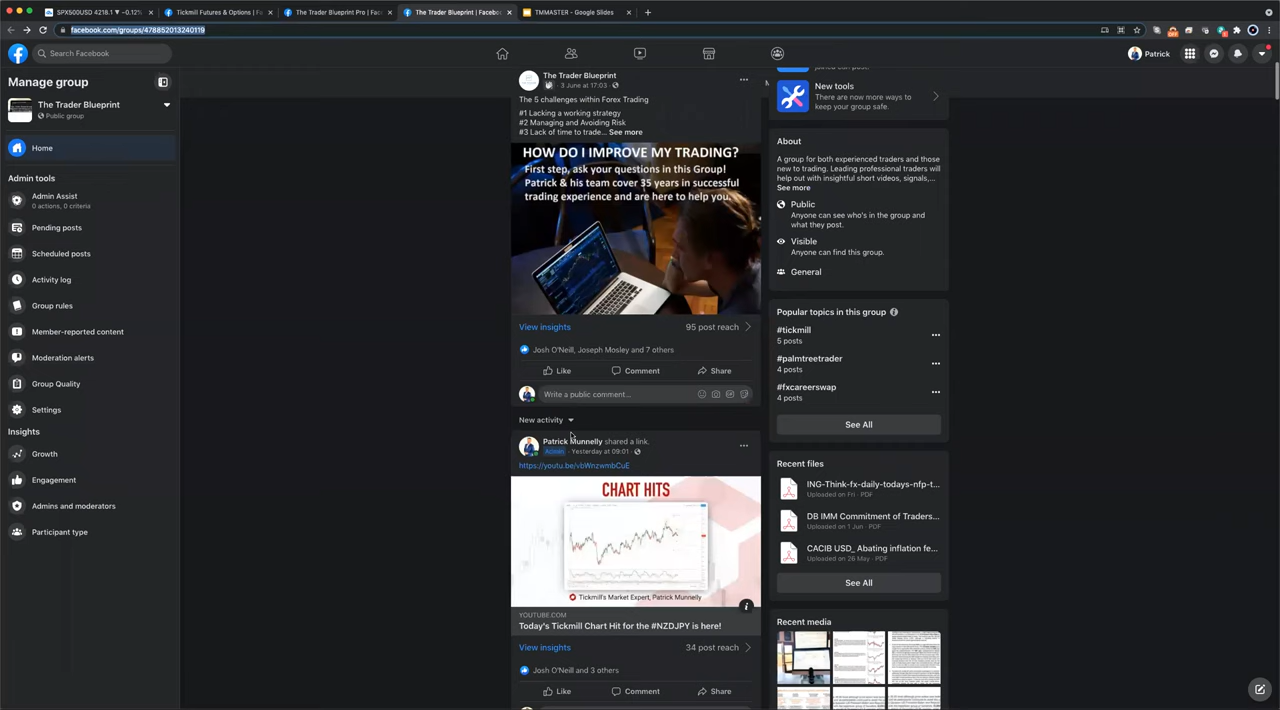 SPX500USD 4218.1 ▼ −0.12%
Tickmill Futures & Options | Fa
The Trader Blueprint Pro | Face
The Trader Blueprint | Faceboo
TMMASTER - Google Slides
facebook.com/groups/478852013240119
Search Facebook
Patrick
Manage group
The Trader Blueprint
Public group
Home
Admin tools
Admin Assist
0 actions, 0 criteria
Pending posts
Scheduled posts
Activity log
Group rules
Member-reported content
Moderation alerts
Group Quality
Settings
Insights
Growth
Engagement
Admins and moderators
Participant type
The Trader Blueprint
3 June at 17:03
The 5 challenges within Forex Trading
#1 Lacking a working strategy
#2 Managing and Avoiding Risk
#3 Lack of time to trade... See more
HOW DO I IMPROVE MY TRADING?
First step, ask your questions in this Group!
Patrick & his team cover 35 years in successful
trading experience and are here to help you.
View insights
95 post reach
Josh O'Neill, Joseph Mosley and 7 others
Like
Comment
Share
Write a public comment...
New activity
Patrick Munnelly shared a link.
Admin · Yesterday at 09:01
https://youtu.be/vbWnzwmbCuE
CHART HITS
Tickmill's Market Expert, Patrick Munnelly
YOUTUBE.COM
Today's Tickmill Chart Hit for the #NZDJPY is here!
View insights
34 post reach
Josh O'Neill and 3 others
Like
Comment
Share
New tools
There are now more ways to
keep your group safe.
About
A group for both experienced traders and those
new to trading. Leading professional traders will
help out with insightful short videos, signals,...
See more
Public
Anyone can see who's in the group and
what they post.
Visible
Anyone can find this group.
General
Popular topics in this group
#tickmill
5 posts
#palmtreetrader
4 posts
#fxcareerswap
4 posts
See All
Recent files
ING-Think-fx-daily-todays-nfp-t...
Uploaded on Fri · PDF
DB IMM Commitment of Traders...
Uploaded on 1 Jun · PDF
CACIB USD_ Abating inflation fe...
Uploaded on 26 May · PDF
See All
Recent media